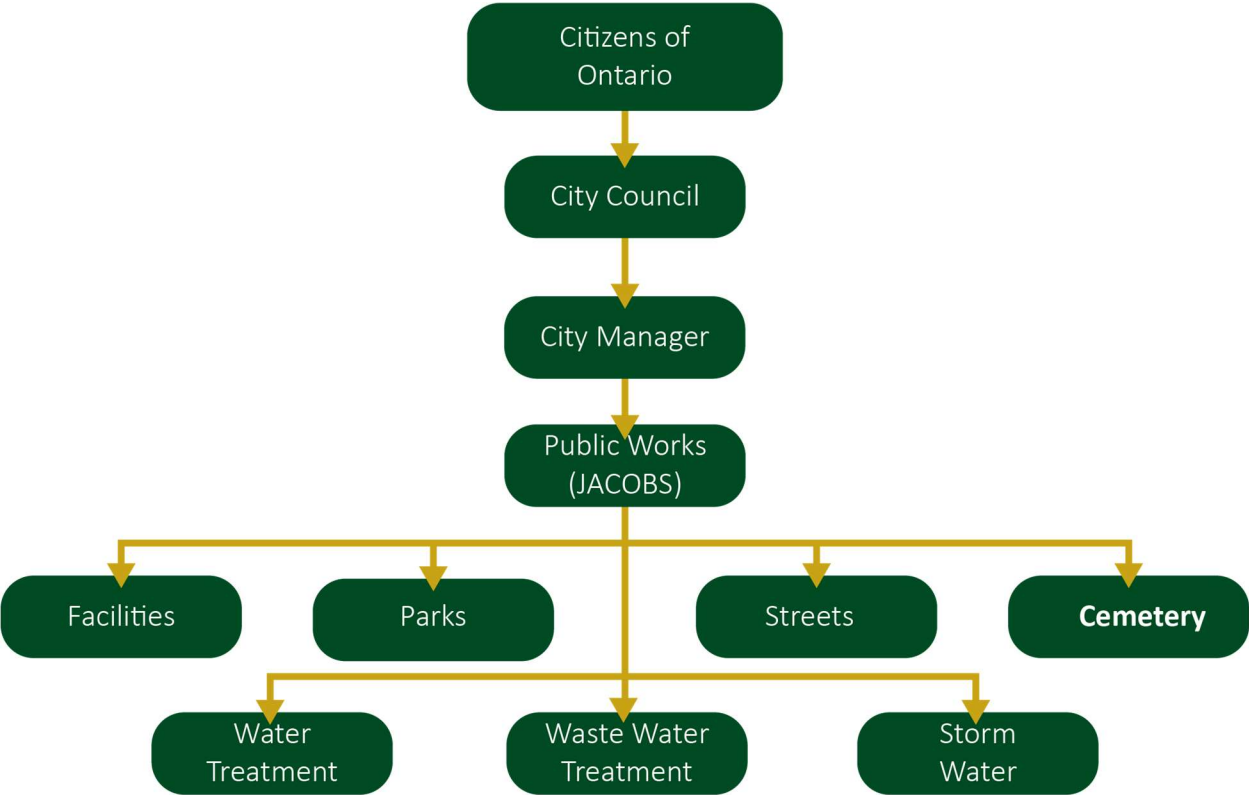 Citizens of
Ontario
City Council
City Manager
Public Works
(JACOBS)
Facilities
Parks
Streets
Cemetery
Water
Treatment
Waste Water
Treatment
Storm
Water